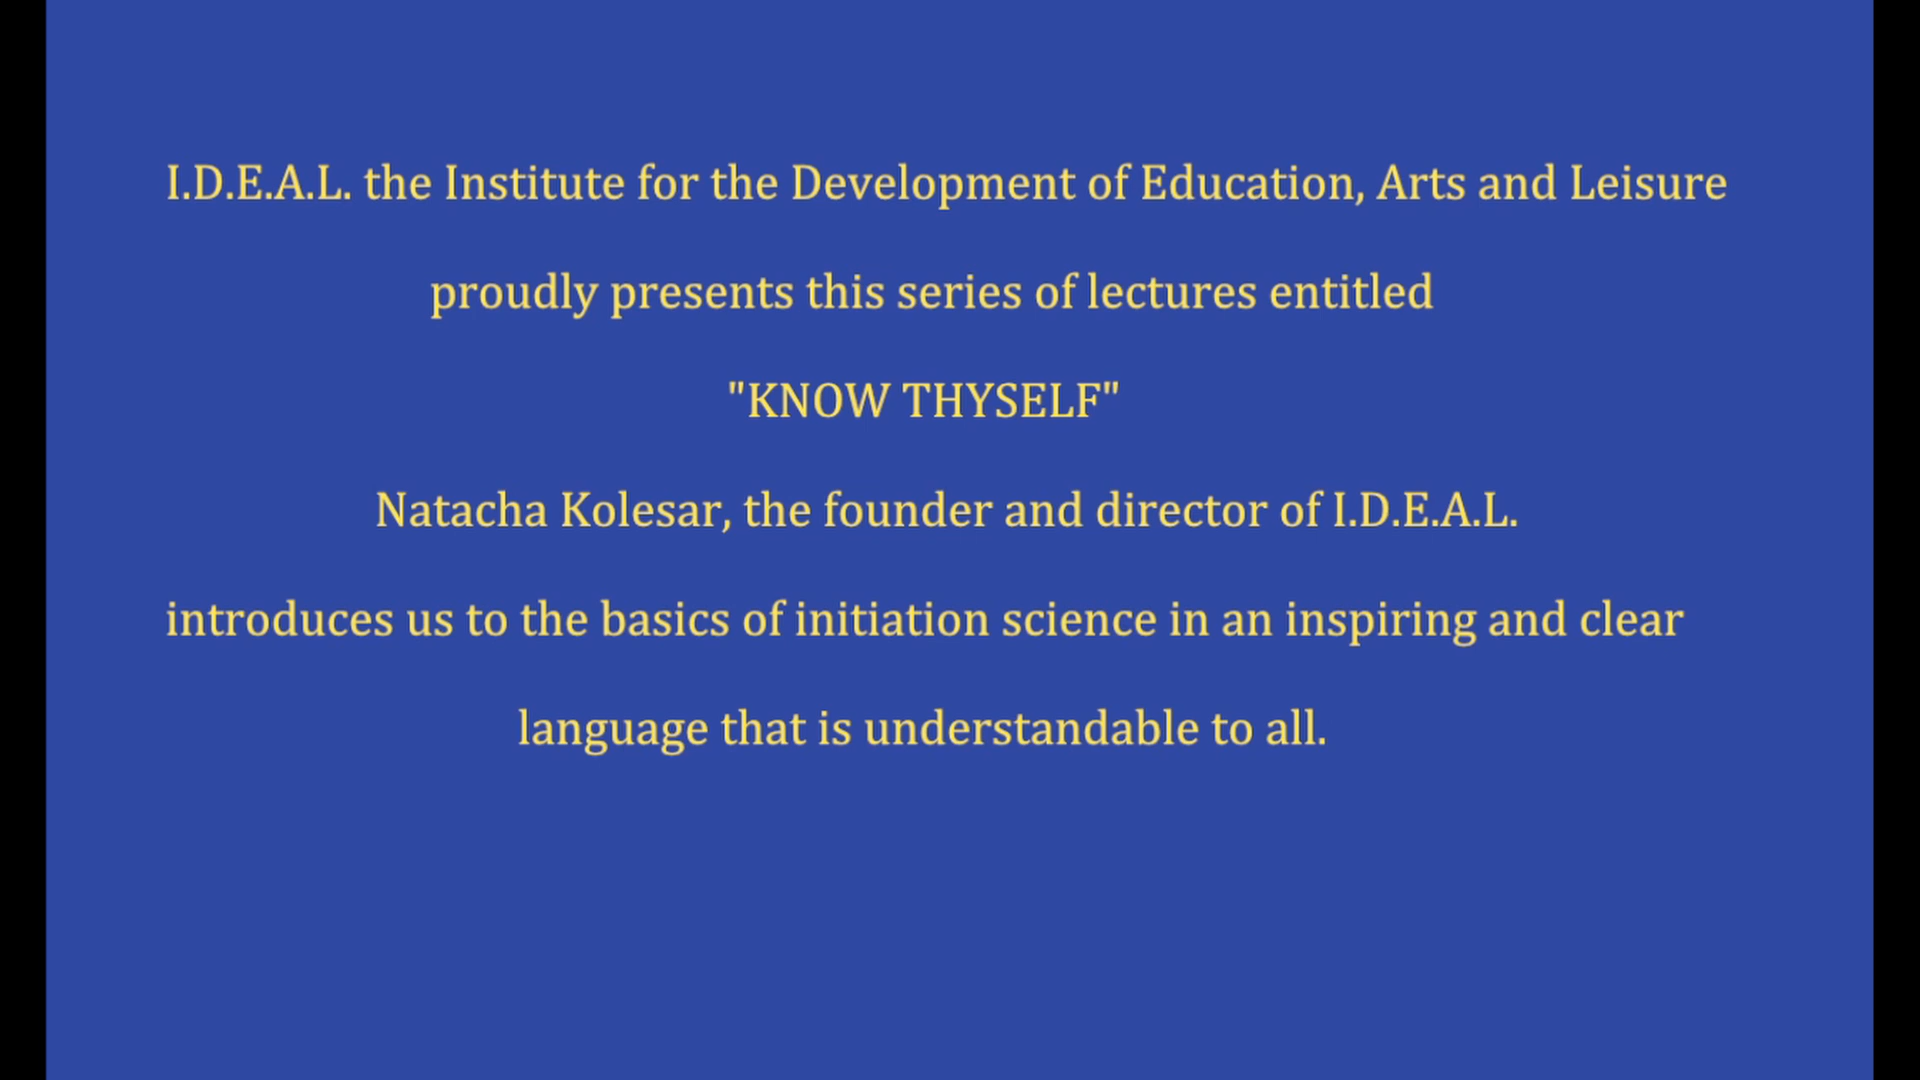 I.D.E.A.L. the Institute for the Development of Education, Arts and Leisure
proudly presents this series of lectures entitled
"KNOW THYSELF"
Natacha Kolesar, the founder and director of I.D.E.A.L.
introduces us to the basics of initiation science in an inspiring and clear
language that is understandable to all.